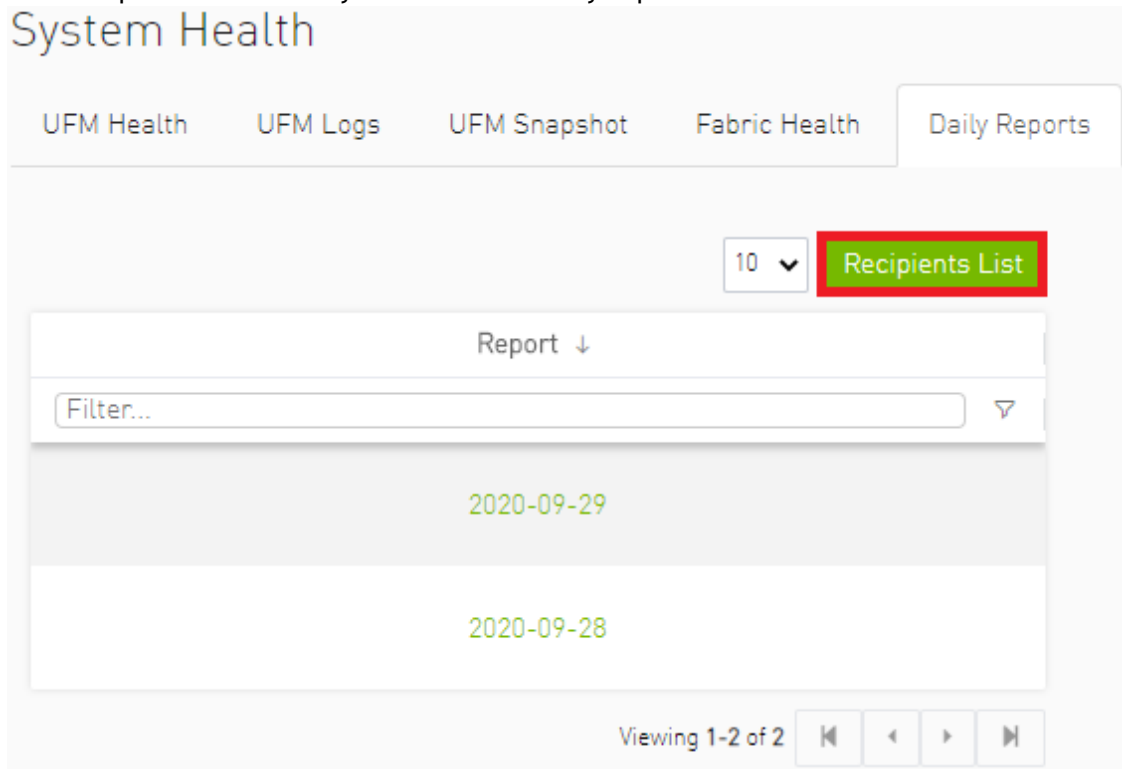 System Health
UFM Health UFM Logs UFM Snapshot Fabric Health Daily Reports
10 Recipients List
Report ↓
Filter...
2020-09-29
2020-09-28
Viewing 1-2 of 2